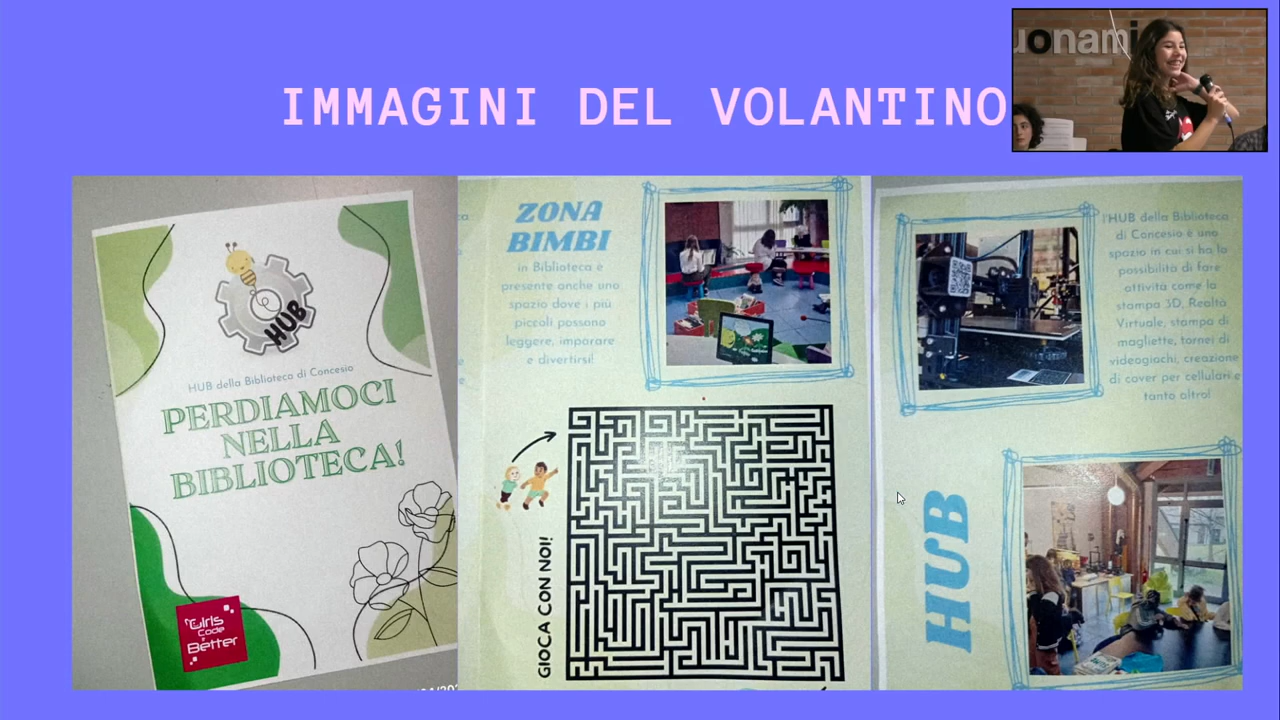 IMMAGINI DEL VOLANTINO
uonami
HUB
HUB della Biblioteca di Concesio
PERDIAMOCI
NELLA
BIBLIOTECA!
Girls
Code
it
Better
ZONA
BIMBI
in Biblioteca è
presente anche uno
spazio dove i più
piccoli possono
leggere, imparare
e divertirsi!
GIOCA CON NOI!
l'HUB della Biblioteca
di Concesio è uno
spazio in cui si ha la
possibilità di fare
attività come la
stampa 3D, Realtà
Virtuale, stampa di
magliette, tornei di
videogiochi, creazione
di cover per cellulari e
tanto altro!
HUB